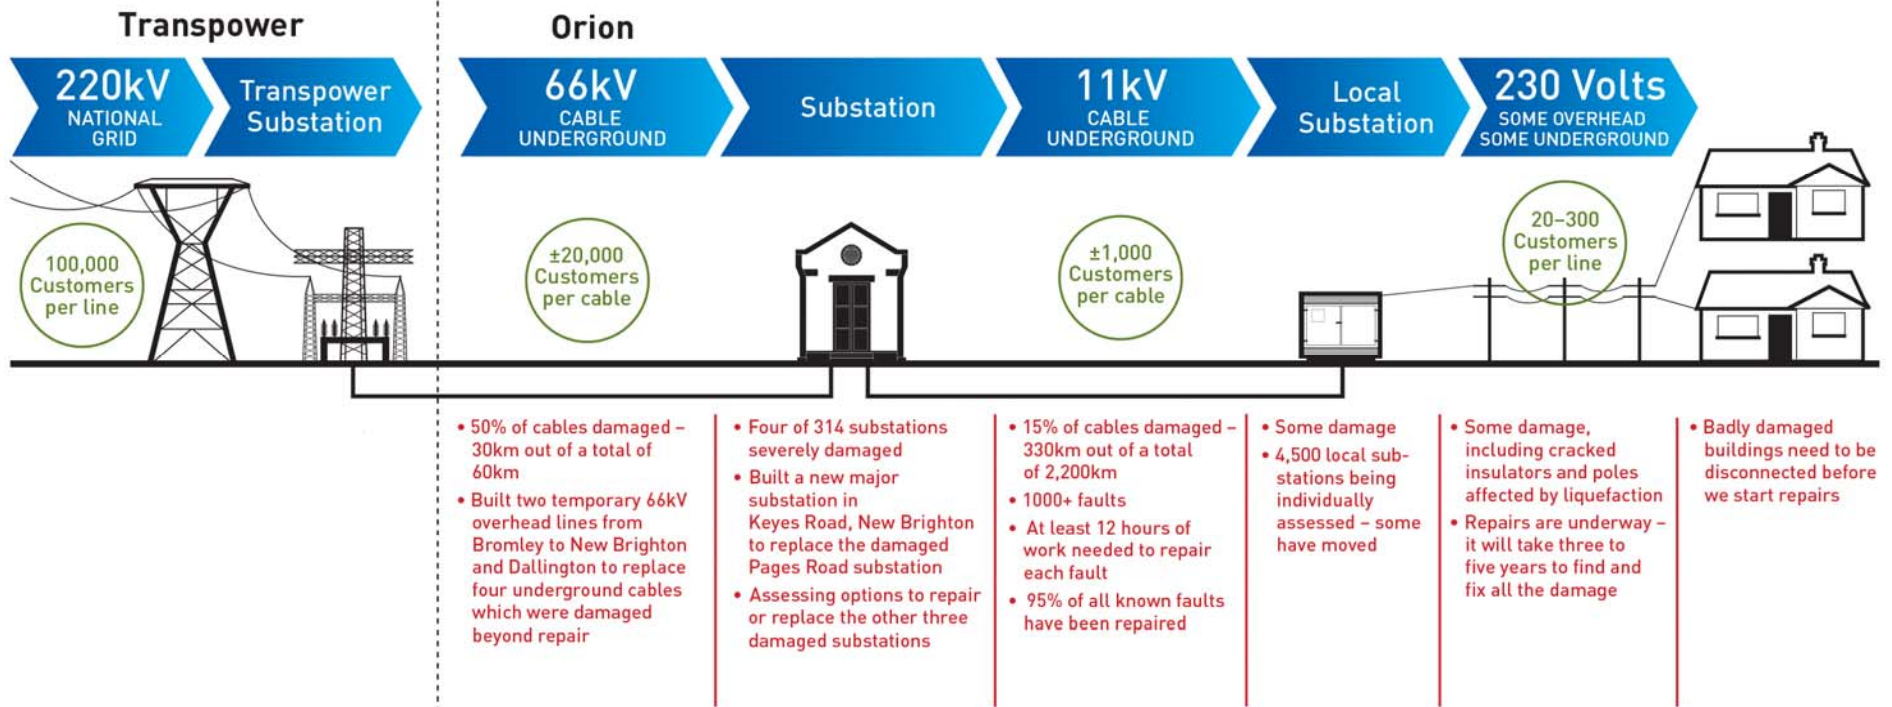 Transpower
Orion
220kV
NATIONAL
GRID
Transpower
Substation
66kV
CABLE
UNDERGROUND
Substation
11kV
CABLE
UNDERGROUND
Local
Substation
230 Volts
SOME OVERHEAD
SOME UNDERGROUND
100,000
Customers
per line
±20,000
Customers
per cable
±1,000
Customers
per cable
20–300
Customers
per line
• 50% of cables damaged –
30km out of a total of
60km
• Built two temporary 66kV
overhead lines from
Bromley to New Brighton
and Dallington to replace
four underground cables
which were damaged
beyond repair
• Four of 314 substations
severely damaged
• Built a new major
substation in
Keyes Road, New Brighton
to replace the damaged
Pages Road substation
• Assessing options to repair
or replace the other three
damaged substations
• 15% of cables damaged –
330km out of a total
of 2,200km
• 1000+ faults
• At least 12 hours of
work needed to repair
each fault
• 95% of all known faults
have been repaired
• Some damage
• 4,500 local sub-
stations being
individually
assessed – some
have moved
• Some damage,
including cracked
insulators and poles
affected by liquefaction
• Repairs are underway –
it will take three to
five years to find and
fix all the damage
• Badly damaged
buildings need to be
disconnected before
we start repairs